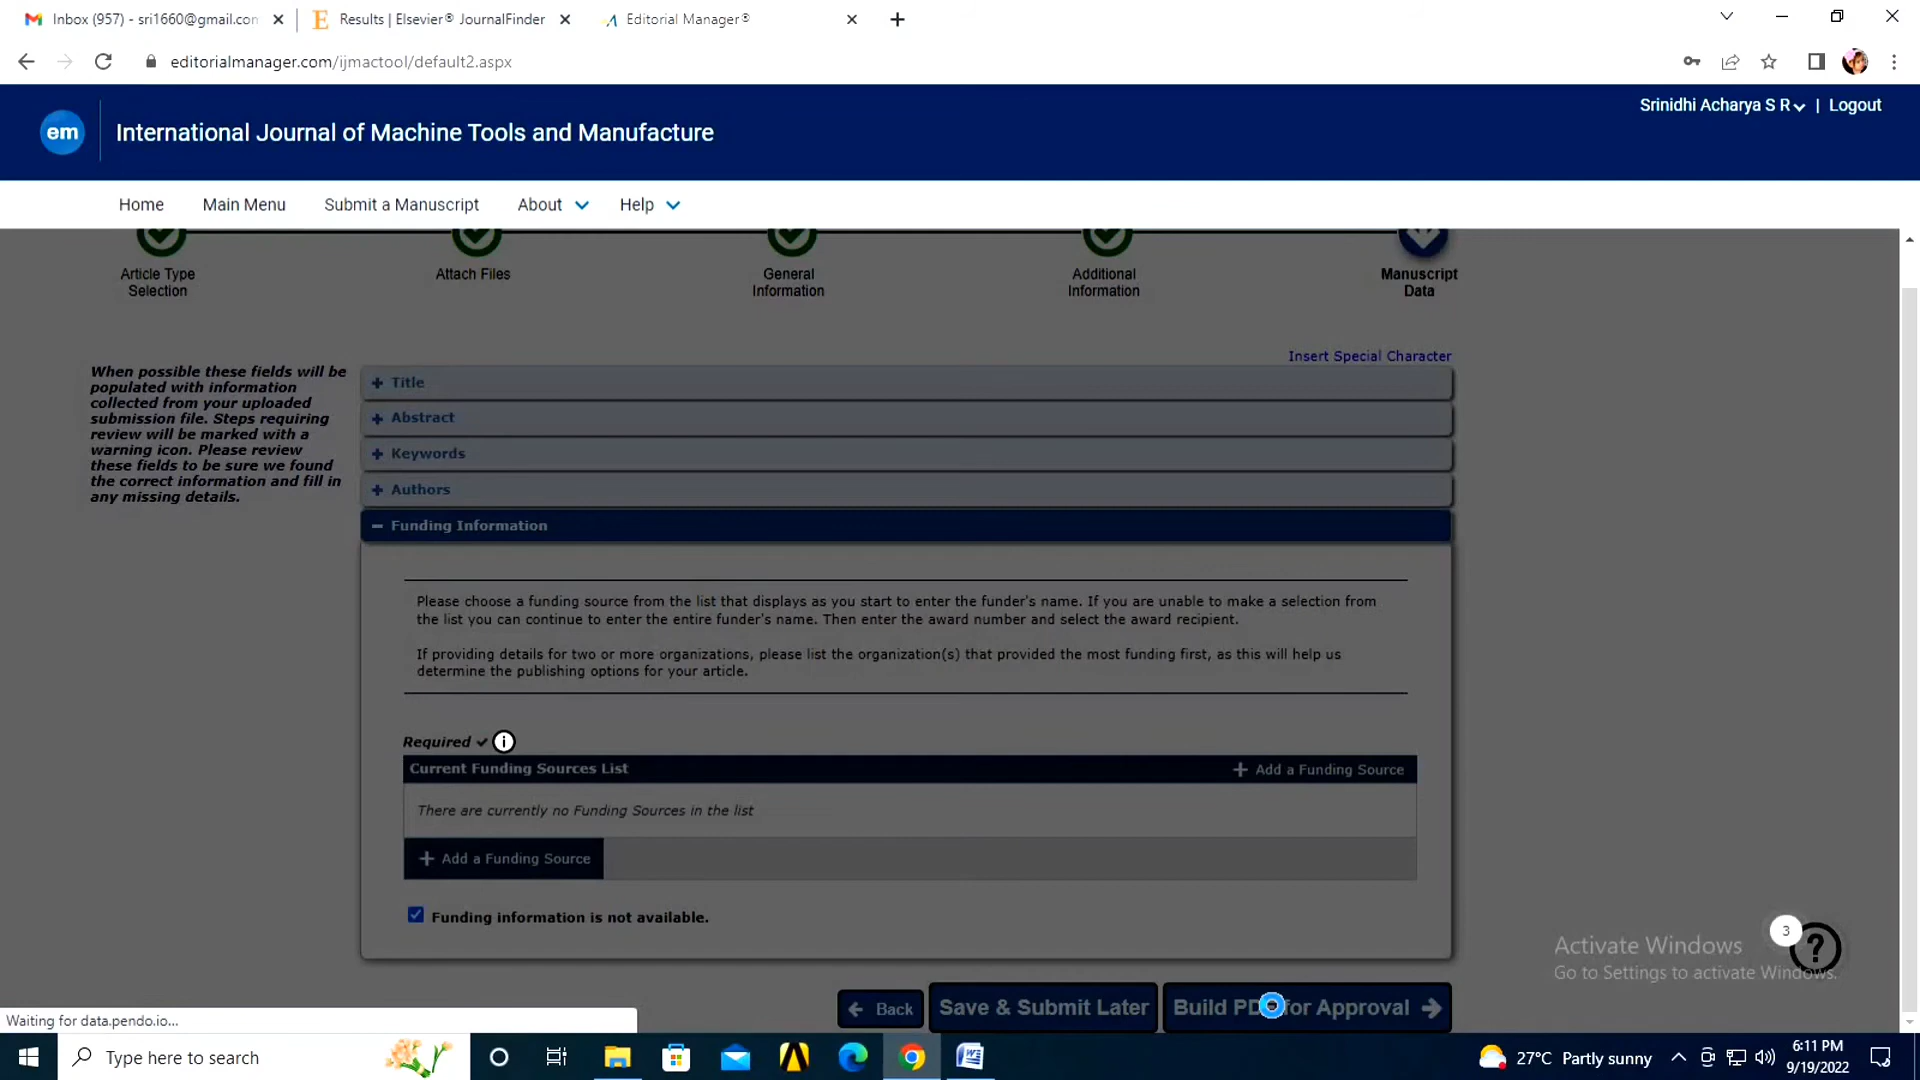 Inbox (957) - sri1660@gmail.com
Results | Elsevier® JournalFinder
Editorial Manager®
editorialmanager.com/ijmactool/default2.aspx
Srinidhi Acharya S R | Logout
em
International Journal of Machine Tools and Manufacture
Home Main Menu Submit a Manuscript About Help
Article Type
Selection
Attach Files
General
Information
Additional
Information
Manuscript
Data
Insert Special Character
When possible these fields will be
populated with information
collected from your uploaded
submission file. Steps requiring
review will be marked with a
warning icon. Please review
these fields to be sure we found
the correct information and fill in
any missing details.
+ Title
+ Abstract
+ Keywords
+ Authors
− Funding Information
Please choose a funding source from the list that displays as you start to enter the funder's name. If you are unable to make a selection from
the list you can continue to enter the entire funder's name. Then enter the award number and select the award recipient.
If providing details for two or more organizations, please list the organization(s) that provided the most funding first, as this will help us
determine the publishing options for your article.
Required
Current Funding Sources List
+ Add a Funding Source
There are currently no Funding Sources in the list
+ Add a Funding Source
Funding information is not available.
3
?
Activate Windows
Go to Settings to activate Windows.
Back
Save & Submit Later
Build PDF for Approval
Waiting for data.pendo.io...
Type here to search
27°C Partly sunny
6:11 PM
9/19/2022